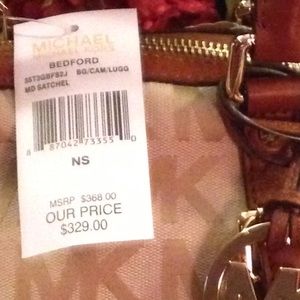 MICHAEL
MICHAEL KORS
BEDFORD
35T3GBFS2J BG/CAM/LUGG
MD SATCHEL
8 87042 73355 0
NS
MSRP $368.00
OUR PRICE
$329.00
MK